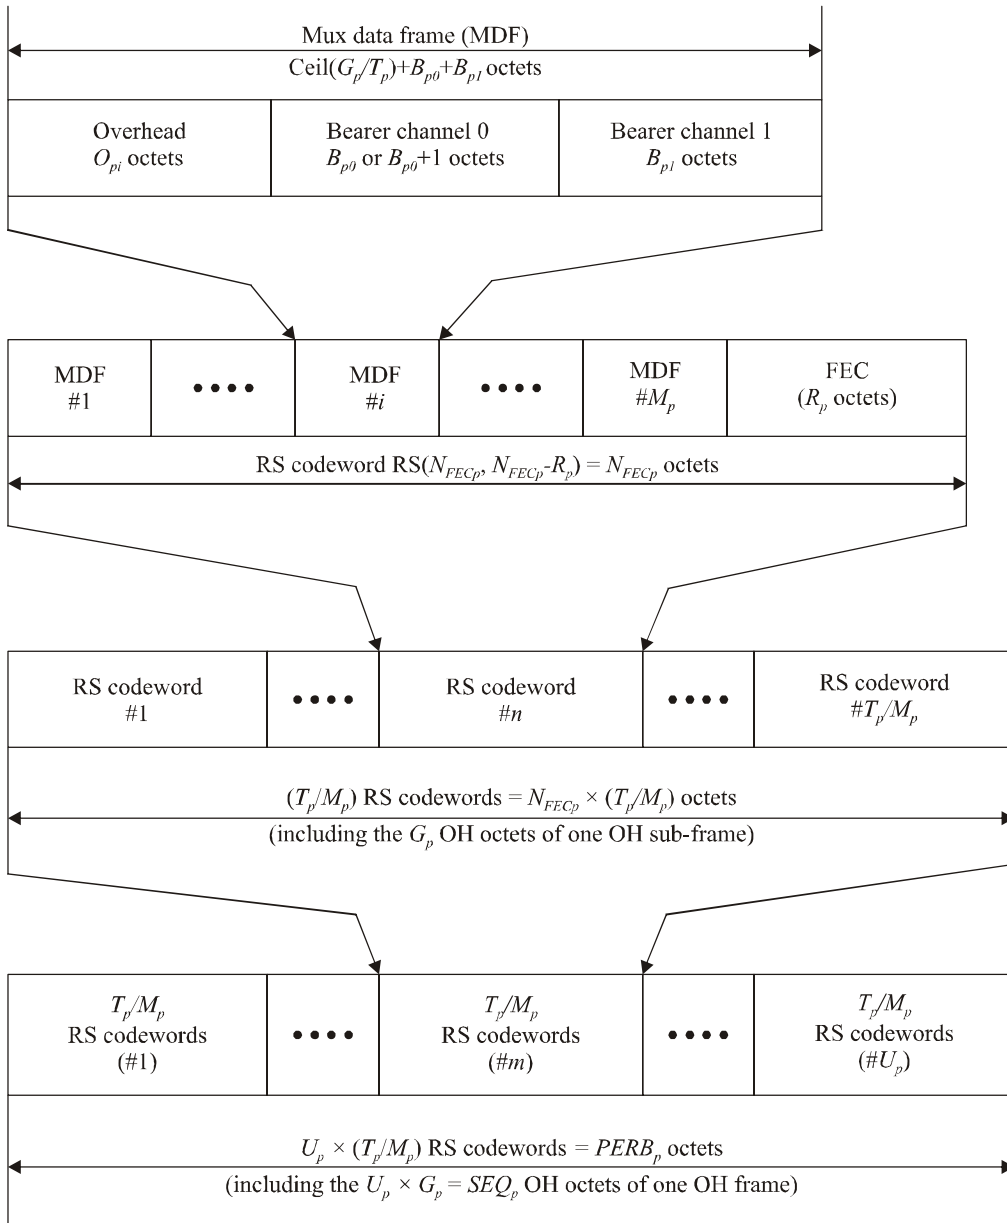 Mux data frame (MDF)
Ceil(Gp/Tp)+Bp0+Bp1 octets
Overhead
Opi octets
Bearer channel 0
Bp0 or Bp0+1 octets
Bearer channel 1
Bp1 octets
MDF
#1
MDF
#i
MDF
#Mp
FEC
(Rp octets)
RS codeword RS(NFECp, NFECp-Rp) = NFECp octets
RS codeword
#1
RS codeword
#n
RS codeword
#Tp/Mp
(Tp/Mp) RS codewords = NFECp × (Tp/Mp) octets
(including the Gp OH octets of one OH sub-frame)
Tp/Mp
RS codewords
(#1)
Tp/Mp
RS codewords
(#m)
Tp/Mp
RS codewords
(#Up)
Up × (Tp/Mp) RS codewords = PERBp octets
(including the Up × Gp = SEQp OH octets of one OH frame)